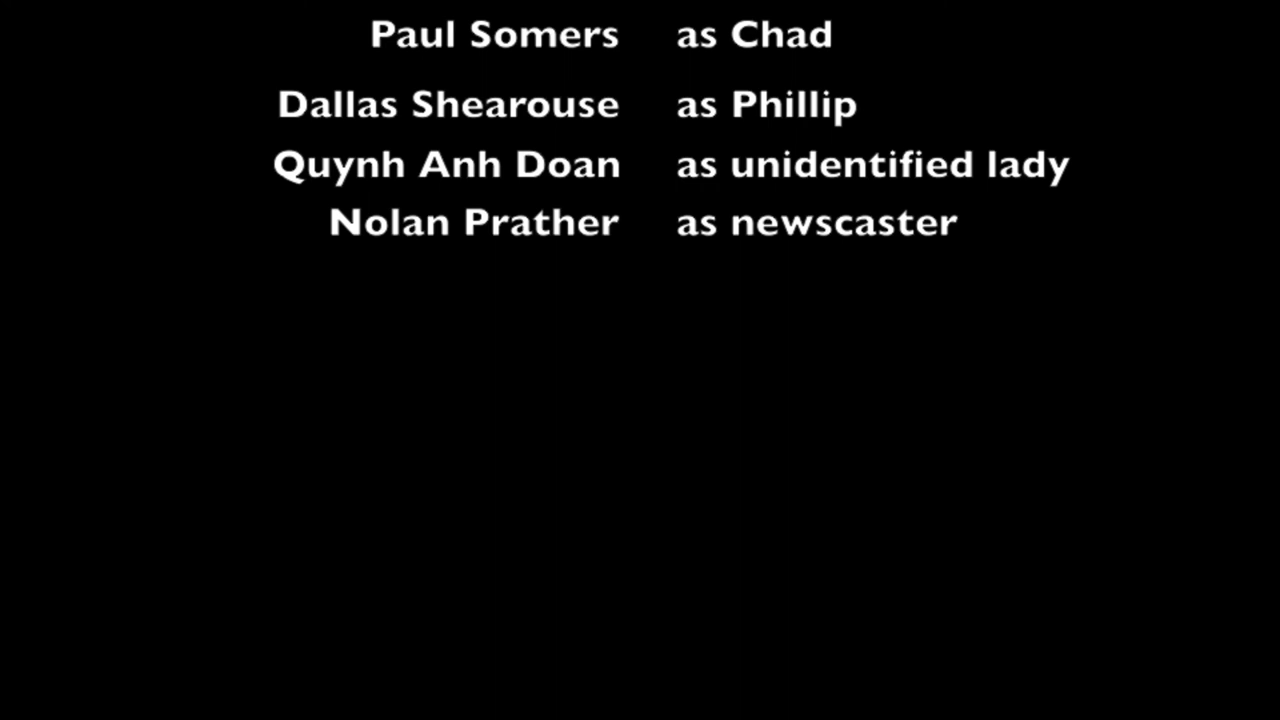 Paul Somers as Chad
Dallas Shearouse as Phillip
Quynh Anh Doan as unidentified lady
Nolan Prather as newscaster